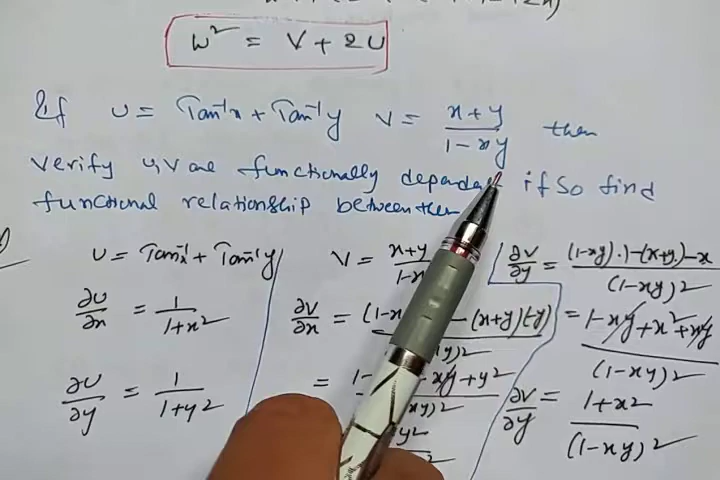 w² = V + 2U
If U = Tan⁻¹x + Tan⁻¹y V = (x+y)/(1-xy) then
verify u,v are functionally dependent if so find
functional relationship between them
U = Tan⁻¹x + Tan⁻¹y
∂U/∂x = 1/(1+x²)
∂U/∂y = 1/(1+y²)
V = x+y
∂V/∂x = -(x+y)(-y)
= xy + y²
∂V/∂y = ((1-xy).1-(x+y)-x)/(1-xy)²
= (1-xy+x²+xy)/(1-xy)²
∂V/∂y = (1+x²)/(1-xy)²